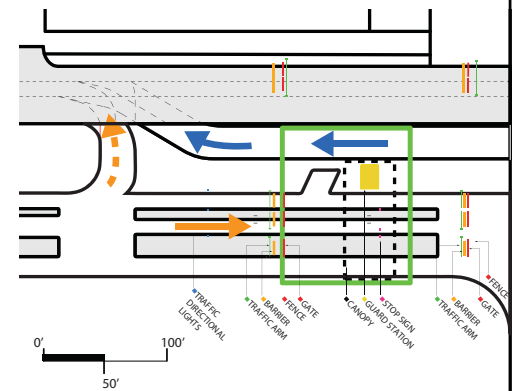 TRAFFIC
DIRECTIONAL
LIGHTS
TRAFFIC ARM
BARRIER
FENCE
GATE
CANOPY
GUARD STATION
STOP SIGN
TRAFFIC ARM
BARRIER
GATE
FENCE
0'
100'
50'